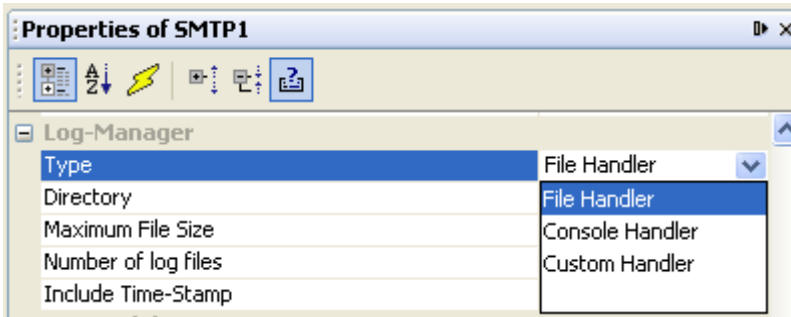 Properties of SMTP1
Log-Manager
Type File Handler
Directory File Handler
Maximum File Size Console Handler
Number of log files Custom Handler
Include Time-Stamp